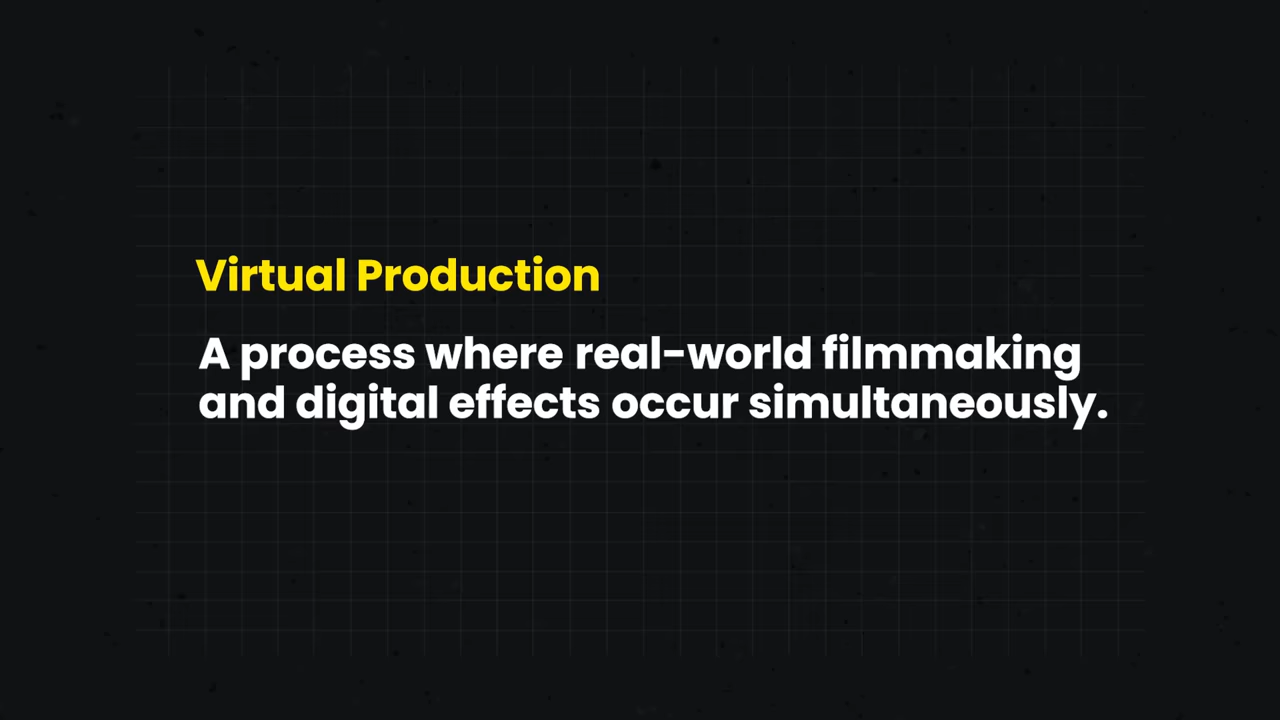 Virtual Production
A process where real-world filmmaking
and digital effects occur simultaneously.